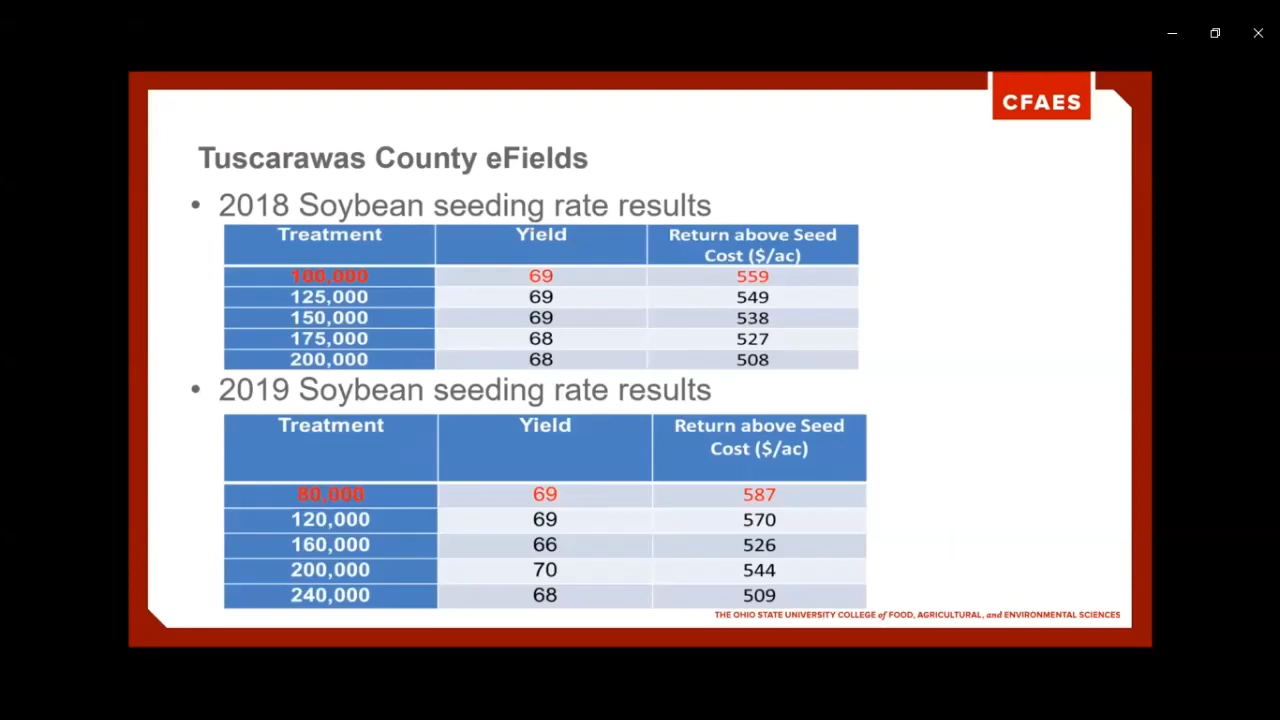 CFAES
Tuscarawas County eFields
• 2018 Soybean seeding rate results
Treatment Yield Return above Seed
Cost ($/ac)
100,000 69 559
125,000 69 549
150,000 69 538
175,000 68 527
200,000 68 508
• 2019 Soybean seeding rate results
Treatment Yield Return above Seed
Cost ($/ac)
80,000 69 587
120,000 69 570
160,000 66 526
200,000 70 544
240,000 68 509
THE OHIO STATE UNIVERSITY COLLEGE of FOOD, AGRICULTURAL, and ENVIRONMENTAL SCIENCES